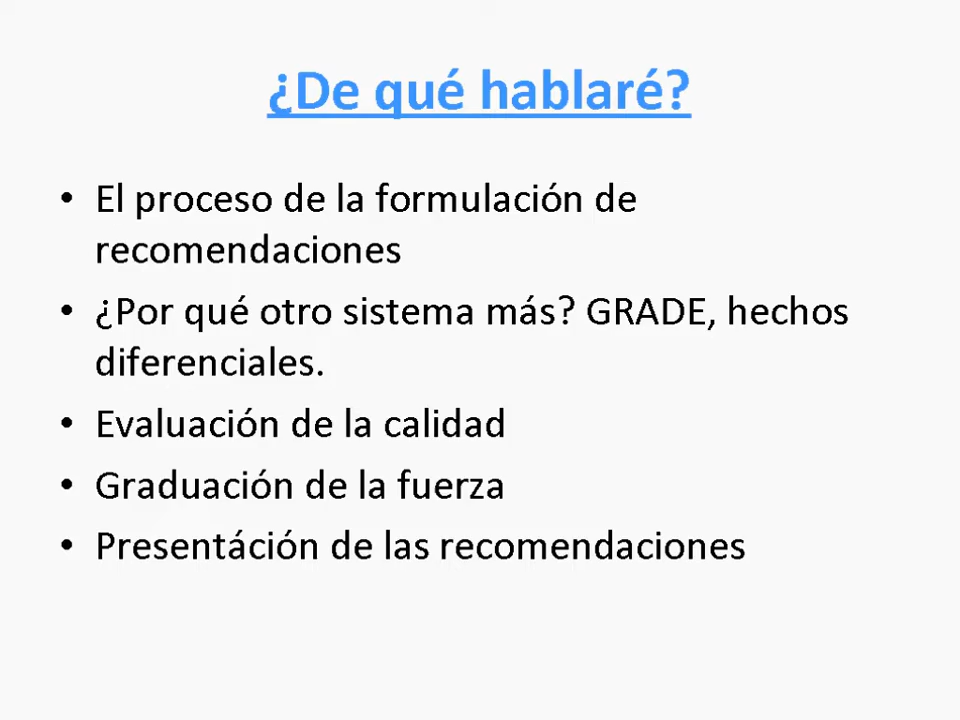 ¿De qué hablaré?
• El proceso de la formulación de
recomendaciones
• ¿Por qué otro sistema más? GRADE, hechos
diferenciales.
• Evaluación de la calidad
• Graduación de la fuerza
• Presentáción de las recomendaciones